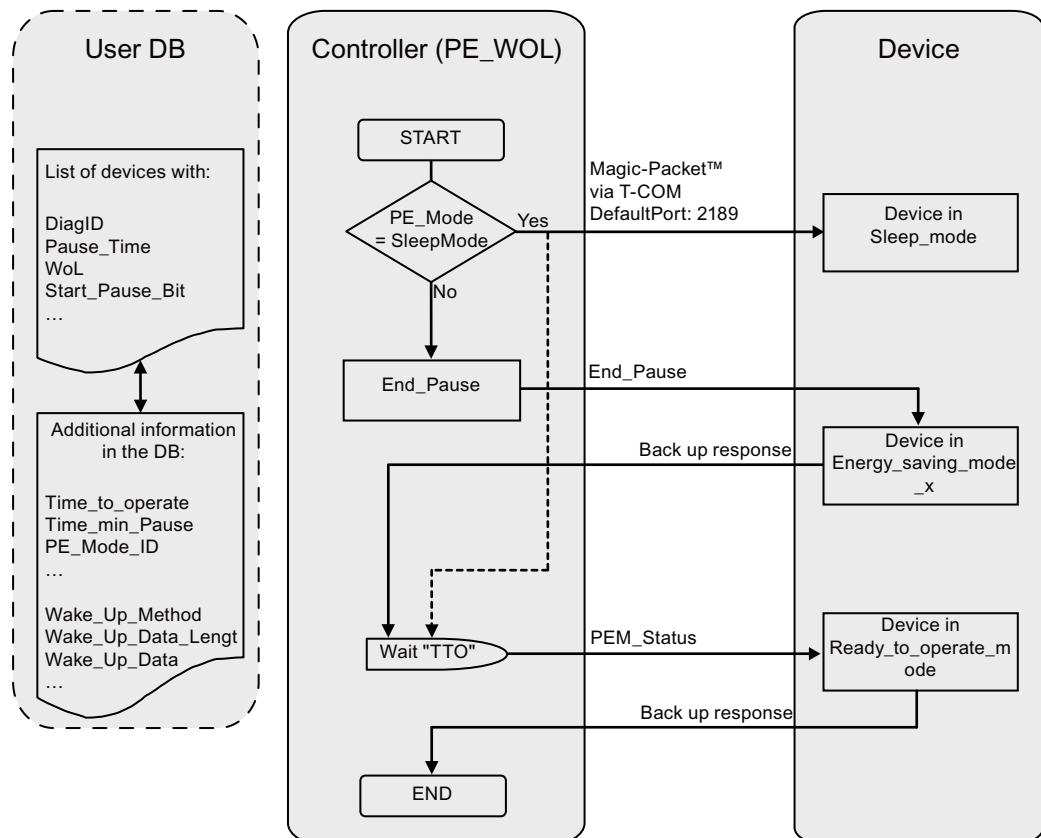 User DB
List of devices with:
DiagID
Pause_Time
WoL
Start_Pause_Bit
…
Additional information
in the DB:
Time_to_operate
Time_min_Pause
PE_Mode_ID
…
Wake_Up_Method
Wake_Up_Data_Lengt
Wake_Up_Data
…
Controller (PE_WOL)
START
PE_Mode
= SleepMode
Yes
No
Magic-Packet™
via T-COM
DefaultPort: 2189
End_Pause
End_Pause
Back up response
Wait "TTO"
PEM_Status
Back up response
END
Device
Device in
Sleep_mode
Device in
Energy_saving_mode
_x
Device in
Ready_to_operate_m
ode